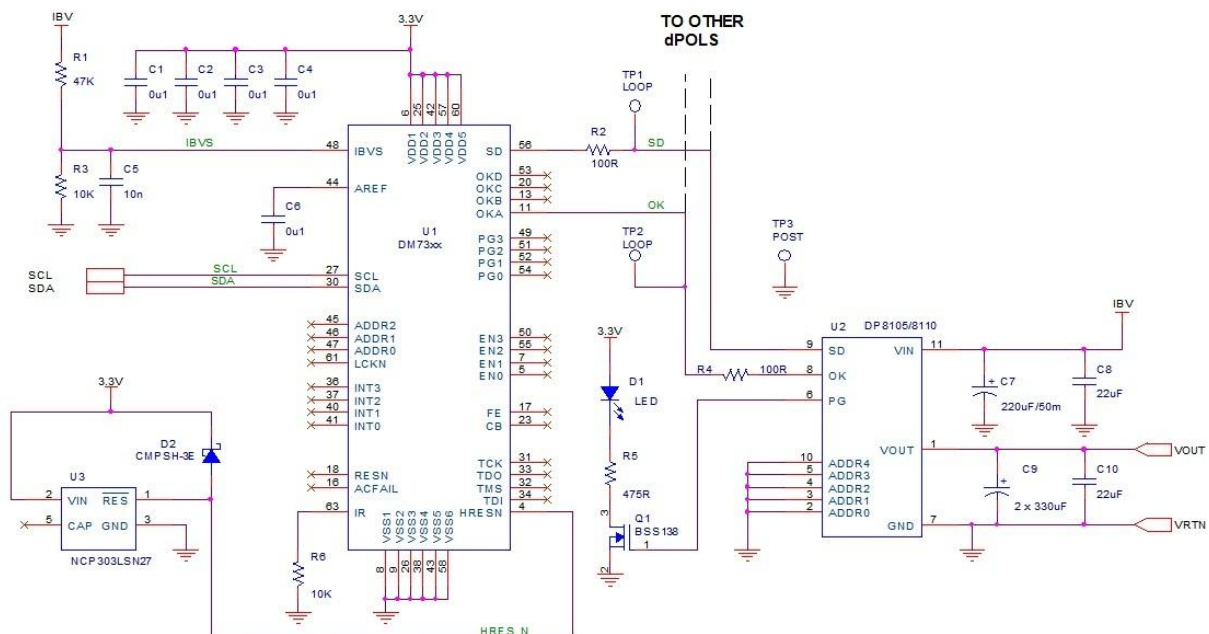 IBV
3.3V
TO OTHER
dPOLS
R1
47K
C1
0u1
C2
0u1
C3
0u1
C4
0u1
TP1
LOOP
6
25
42
57
60
VDD1
VDD2
VDD3
VDD4
VDD5
IBVS
48
IBVS
SD
56
R2
100R
SD
R3
10K
C5
10n
44
AREF
C6
0u1
OKD
53
OKC
20
OKB
13
OKA
11
OK
U1
DM73xx
PG3
49
PG2
51
PG1
52
PG0
54
TP2
LOOP
TP3
POST
SCL
SDA
SCL
SDA
27
SCL
30
SDA
45
ADDR2
46
ADDR1
47
ADDR0
61
LCKN
EN3
50
EN2
55
EN1
7
EN0
5
36
INT3
37
INT2
40
INT1
41
INT0
FE
17
CB
23
18
RESN
16
ACFAIL
63
IR
TCK
31
TDO
33
TMS
32
TDI
34
HRESN
4
VSS1
VSS2
VSS3
VSS4
VSS5
VSS6
8
9
26
38
43
58
R6
10K
3.3V
D2
CMPSH-3E
U3
2
VIN
RES
1
5
CAP
GND
3
NCP303LSN27
HRES_N
3.3V
D1
LED
R5
475R
3
Q1
BSS138
1
2
R4
100R
U2
DP8105/8110
IBV
9
SD
VIN
11
8
OK
6
PG
VOUT
1
10
ADDR4
5
ADDR3
4
ADDR2
3
ADDR1
2
ADDR0
GND
7
C7
220uF/50m
C8
22uF
C9
2 x 330uF
C10
22uF
VOUT
VRTN